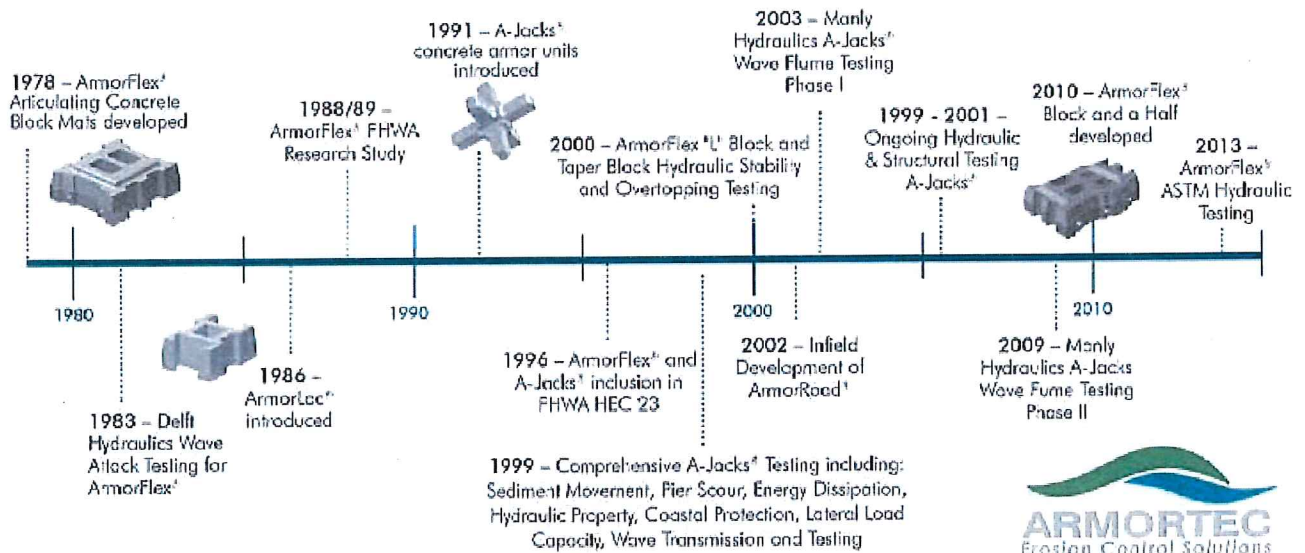 1978 – ArmorFlex®
Articulating Concrete
Block Mats developed
1988/89 –
ArmorFlex® FHWA
Research Study
1991 – A-Jacks®
concrete armor units
introduced
2000 – ArmorFlex "L" Block and
Taper Block Hydraulic Stability
and Overtopping Testing
2003 – Manly
Hydraulics A-Jacks®
Wave Flume Testing
Phase I
1999 - 2001 –
Ongoing Hydraulic
& Structural Testing
A-Jacks®
2010 – ArmorFlex®
Block and a Half
developed
2013 –
ArmorFlex®
ASTM Hydraulic
Testing
1980
1990
2000
2010
1983 – Delft
Hydraulics Wave
Attack Testing for
ArmorFlex®
1986 –
ArmorLoc®
introduced
1996 – ArmorFlex® and
A-Jacks® inclusion in
FHWA HEC 23
1999 – Comprehensive A-Jacks® Testing including:
Sediment Movement, Pier Scour, Energy Dissipation,
Hydraulic Property, Coastal Protection, Lateral Load
Capacity, Wave Transmission and Testing
2002 – Infield
Development of
ArmorRoad®
2009 – Manly
Hydraulics A-Jacks
Wave Fume Testing
Phase II
ARMORTEC
Erosion Control Solutions